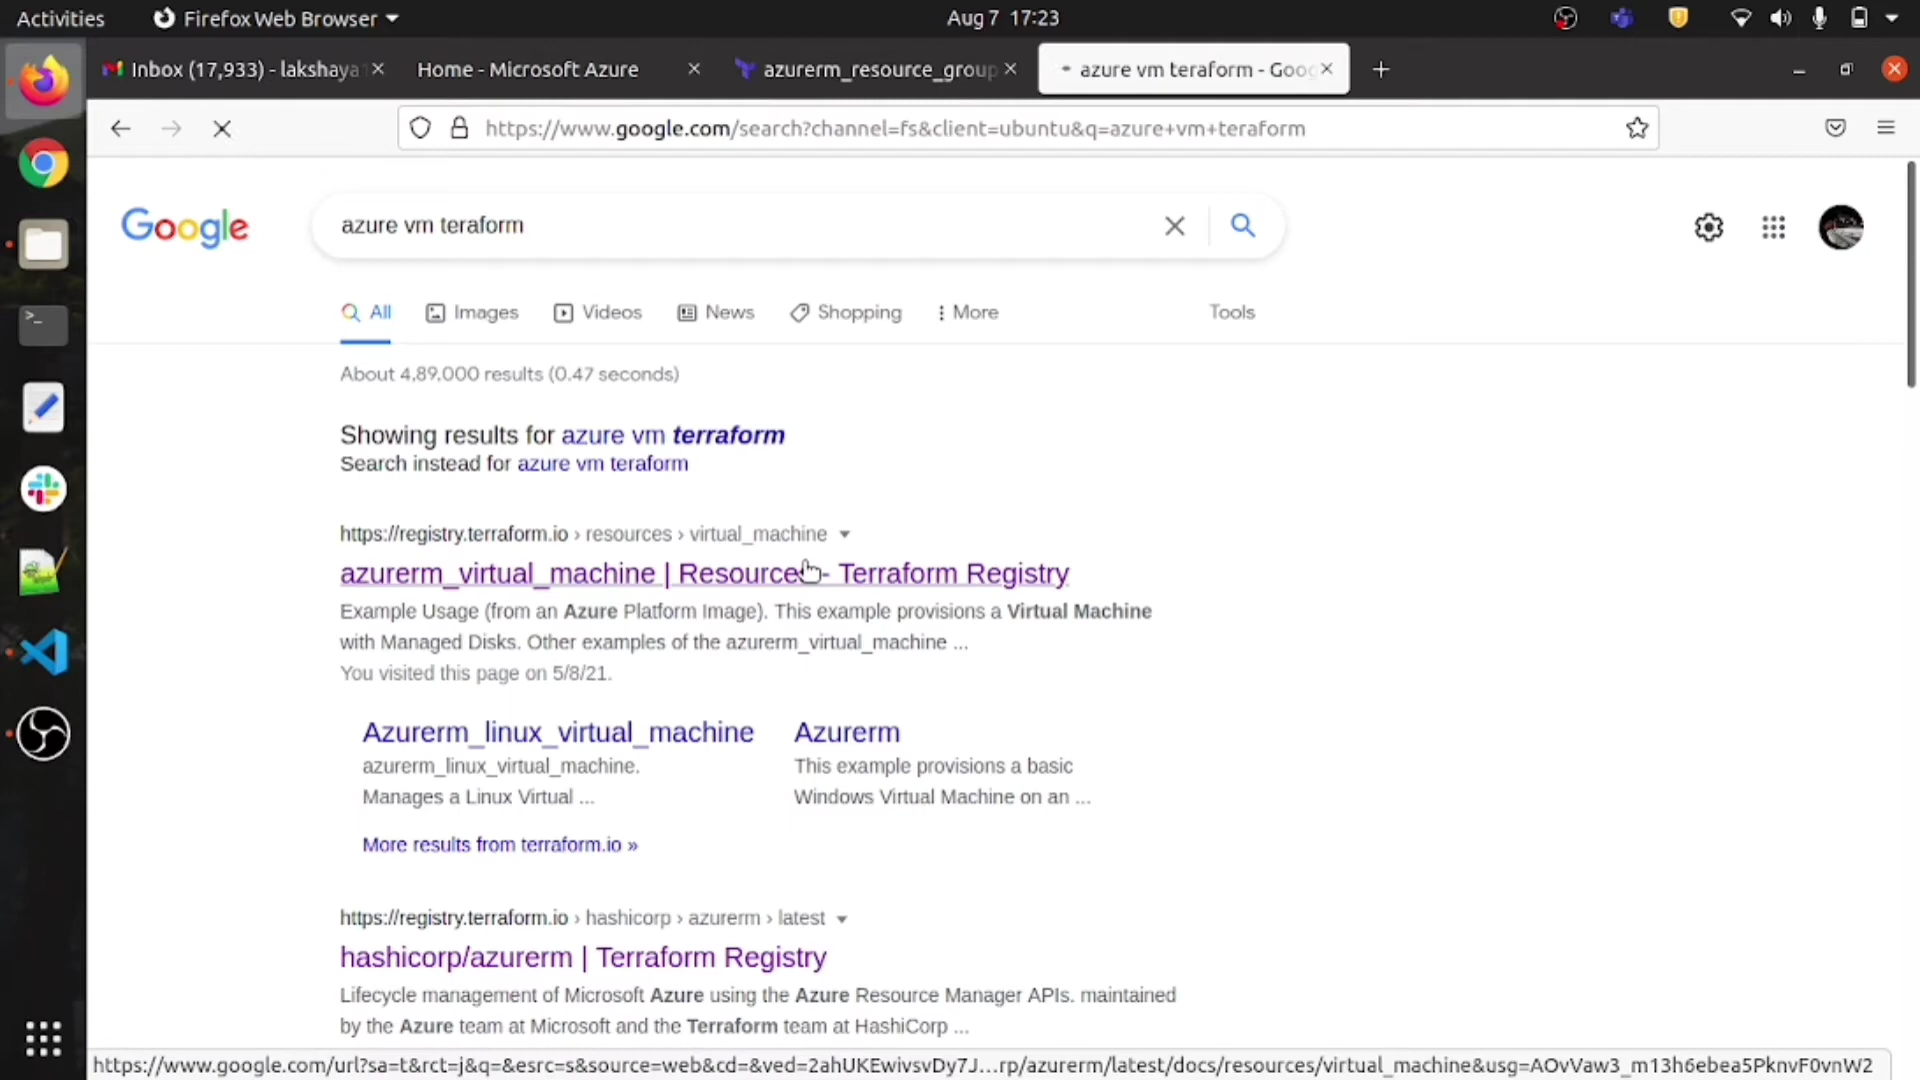 Activities
Firefox Web Browser
Aug 7 17:23
Inbox (17,933) - lakshaya
Home - Microsoft Azure
azurerm_resource_group
azure vm teraform - Goog
https://www.google.com/search?channel=fs&client=ubuntu&q=azure+vm+teraform
Google
azure vm teraform
All
Images
Videos
News
Shopping
More
Tools
About 4,89,000 results (0.47 seconds)
Showing results for azure vm terraform
Search instead for azure vm teraform
https://registry.terraform.io › resources › virtual_machine
azurerm_virtual_machine | Resources - Terraform Registry
Example Usage (from an Azure Platform Image). This example provisions a Virtual Machine
with Managed Disks. Other examples of the azurerm_virtual_machine ...
You visited this page on 5/8/21.
Azurerm_linux_virtual_machine
azurerm_linux_virtual_machine.
Manages a Linux Virtual ...
Azurerm
This example provisions a basic
Windows Virtual Machine on an ...
More results from terraform.io »
https://registry.terraform.io › hashicorp › azurerm › latest
hashicorp/azurerm | Terraform Registry
Lifecycle management of Microsoft Azure using the Azure Resource Manager APIs. maintained
by the Azure team at Microsoft and the Terraform team at HashiCorp ...
https://www.google.com/url?sa=t&rct=j&q=&esrc=s&source=web&cd=&ved=2ahUKEwivsvDy7J...rp/azurerm/latest/docs/resources/virtual_machine&usg=AOvVaw3_m13h6ebea5PknvF0vnW2